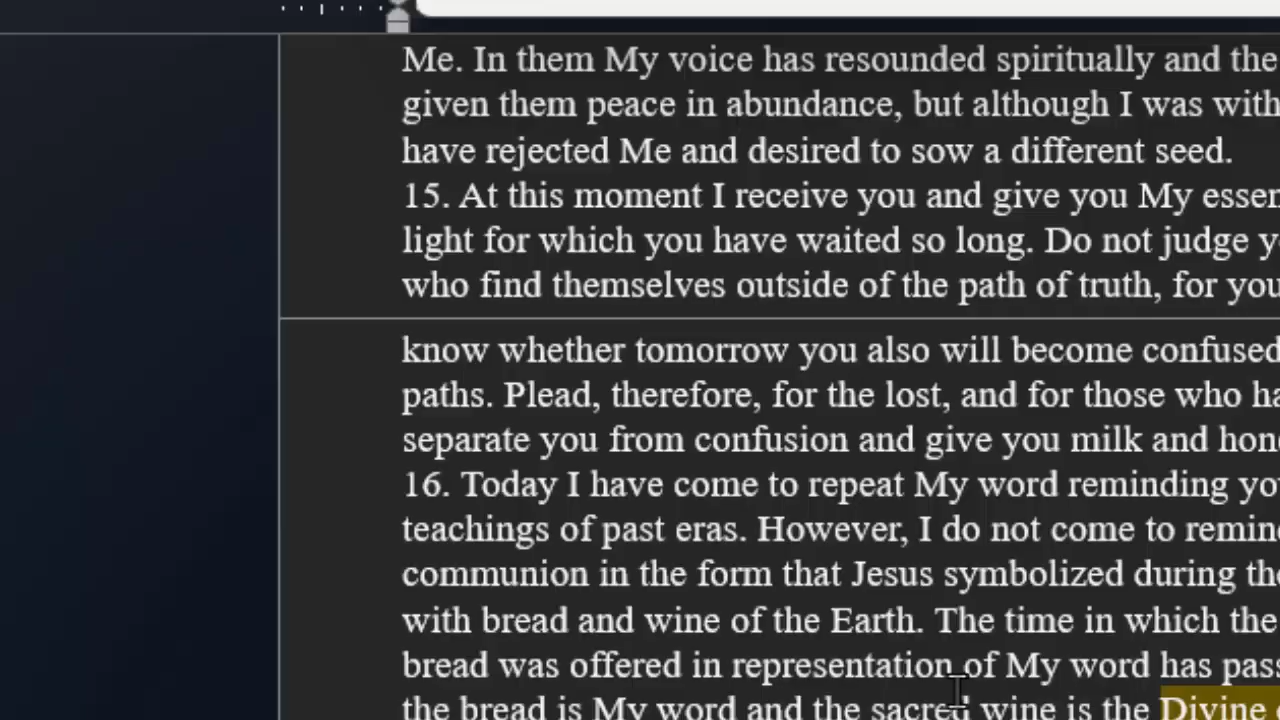 Me. In them My voice has resounded spiritually and the
given them peace in abundance, but although I was with
have rejected Me and desired to sow a different seed.
15. At this moment I receive you and give you My
light for which you have waited so long. Do not judge
who find themselves outside of the path of truth, for you
know whether tomorrow you also will become confused
paths. Plead, therefore, for the lost, and for those who
separate you from confusion and give you milk and
16. Today I have come to repeat My word reminding
teachings of past eras. However, I do not come to
communion in the form that Jesus symbolized during
with bread and wine of the Earth. The time in which the
bread was offered in representation of My word has
the bread is My word and the sacred wine is the Divine